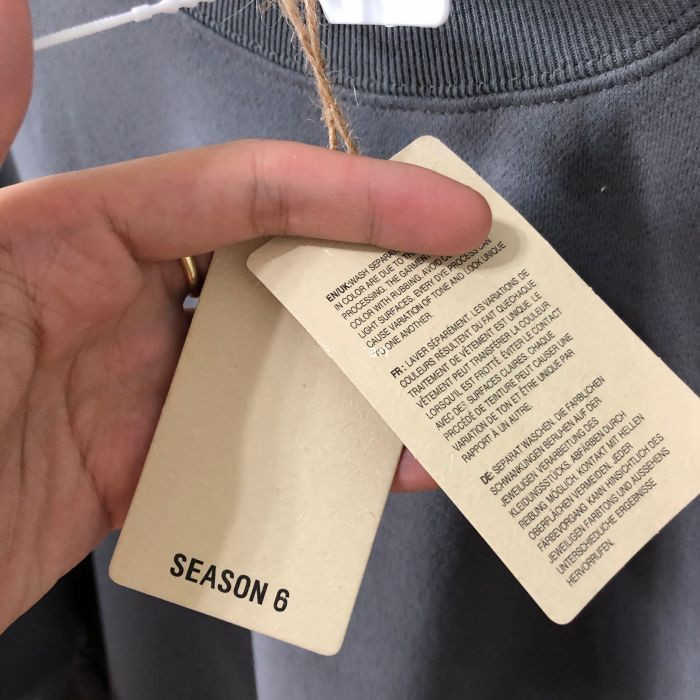 EN/UK:WASH SEPARA
IN COLOR ARE DUE TO TH
PROCESSING. THE GARMENT
COLOR WITH RUBBING. AVOID C
LIGHT SURFACES. EVERY DYE PROCESS CAN
CAUSE VARIATION OF TONE AND LOOK UNIQUE
TO ONE ANOTHER.
FR: LAVER SÉPARÉMENT. LES VARIATIONS DE
COULEURS RÉSULTENT DU FAIT QUECHAQUE
TRAITEMENT DE VÊTEMENT EST UNIQUE. LE
VÊTEMENT PEUT TRANSFÉRER LA COULEUR
LORSQU'IL EST FROTTÉ. ÉVITER LE CONTACT
AVEC DES SURFACES CLAIRES. CHAQUE
PROCÉDÉ DE TEINTURE PEUT CAUSER UNE
VARIATION DE TON ET ÊTRE UNIQUE PAR
RAPPORT À UN AUTRE.
DE: SEPARAT WASCHEN. DIE FARBLICHEN
SCHWANKUNGEN BERUHEN AUF DER
JEWEILIGEN VERARBEITUNG DES
KLEIDUNGSSTÜCKS. ABFÄRBEN DURCH
REIBUNG MÖGLICH. KONTAKT MIT HELLEN
OBERFLÄCHEN VERMEIDEN. JEDER
FARBEVORGANG KANN HINSICHTLICH DES
JEWEILIGEN FARBTONS UND AUSSEHENS
UNTERSCHIEDLICHE ERGEBNISSE
HERVORRUFEN.
SEASON 6